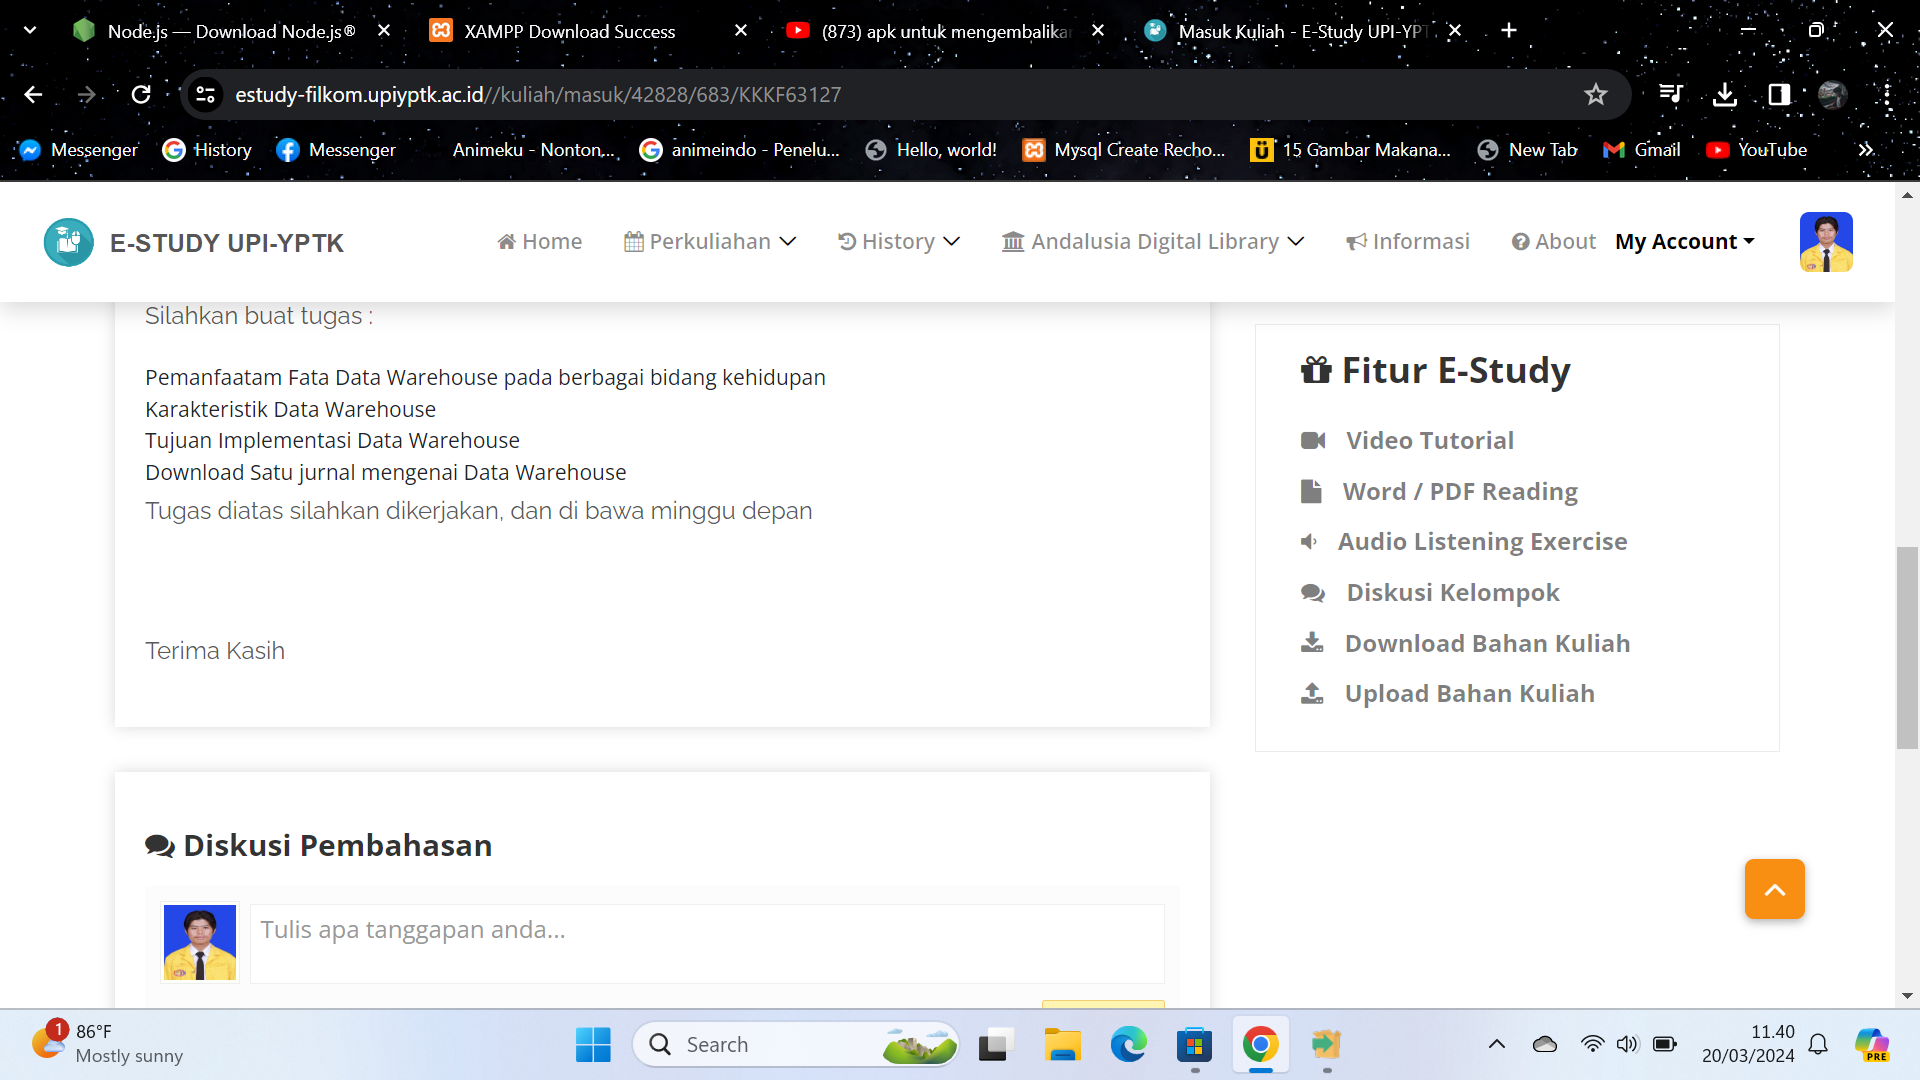 Node.js — Download Node.js®
XAMPP Download Success
(873) apk untuk mengembalikan
Masuk Kuliah - E-Study UPI-YPT
estudy-filkom.upiyptk.ac.id//kuliah/masuk/42828/683/KKKF63127
Messenger
History
Messenger
Animeku - Nonton...
animeindo - Penelu...
Hello, world!
Mysql Create Recho...
15 Gambar Makana...
New Tab
Gmail
YouTube
E-STUDY UPI-YPTK
Home
Perkuliahan
History
Andalusia Digital Library
Informasi
About
My Account
Silahkan buat tugas :
Pemanfaatam Fata Data Warehouse pada berbagai bidang kehidupan
Karakteristik Data Warehouse
Tujuan Implementasi Data Warehouse
Download Satu jurnal mengenai Data Warehouse
Tugas diatas silahkan dikerjakan, dan di bawa minggu depan
Terima Kasih
Fitur E-Study
Video Tutorial
Word / PDF Reading
Audio Listening Exercise
Diskusi Kelompok
Download Bahan Kuliah
Upload Bahan Kuliah
Diskusi Pembahasan
Tulis apa tanggapan anda...
1
86°F
Mostly sunny
Search
11.40
20/03/2024
PRE